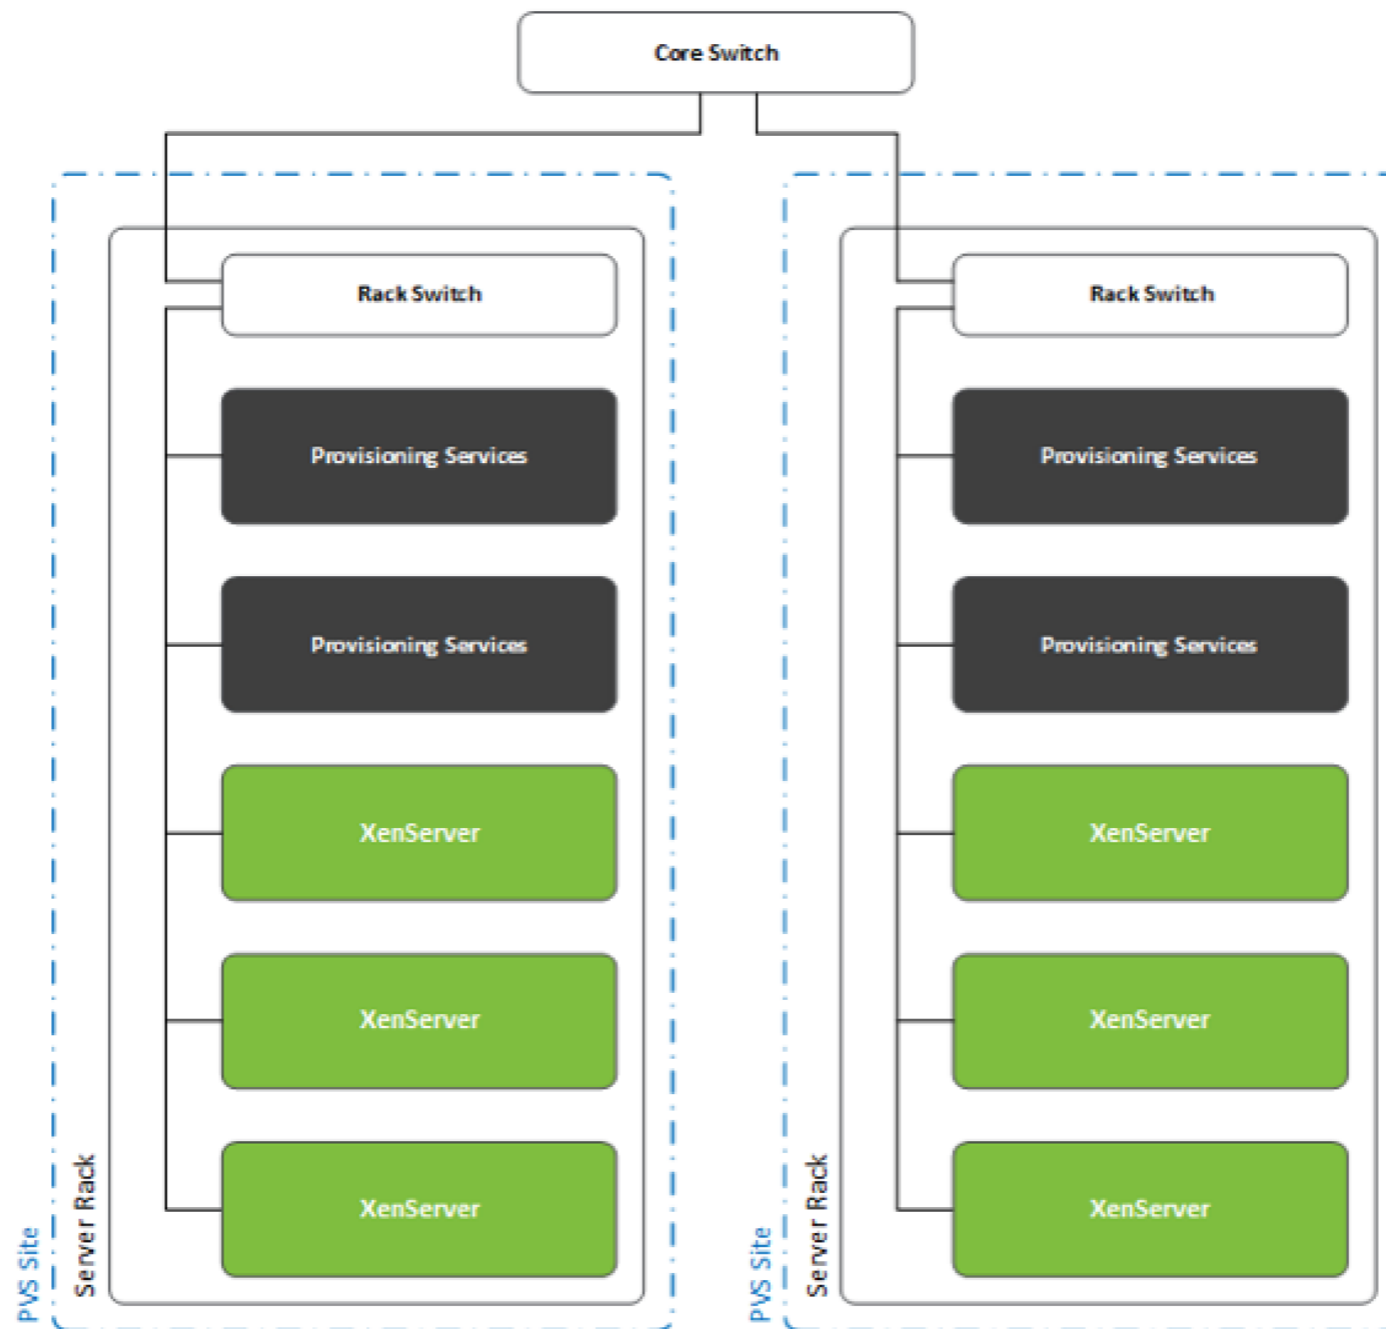 Core Switch
Rack Switch
Provisioning Services
Provisioning Services
XenServer
XenServer
XenServer
Server Rack
PVS Site
Rack Switch
Provisioning Services
Provisioning Services
XenServer
XenServer
XenServer
Server Rack
PVS Site